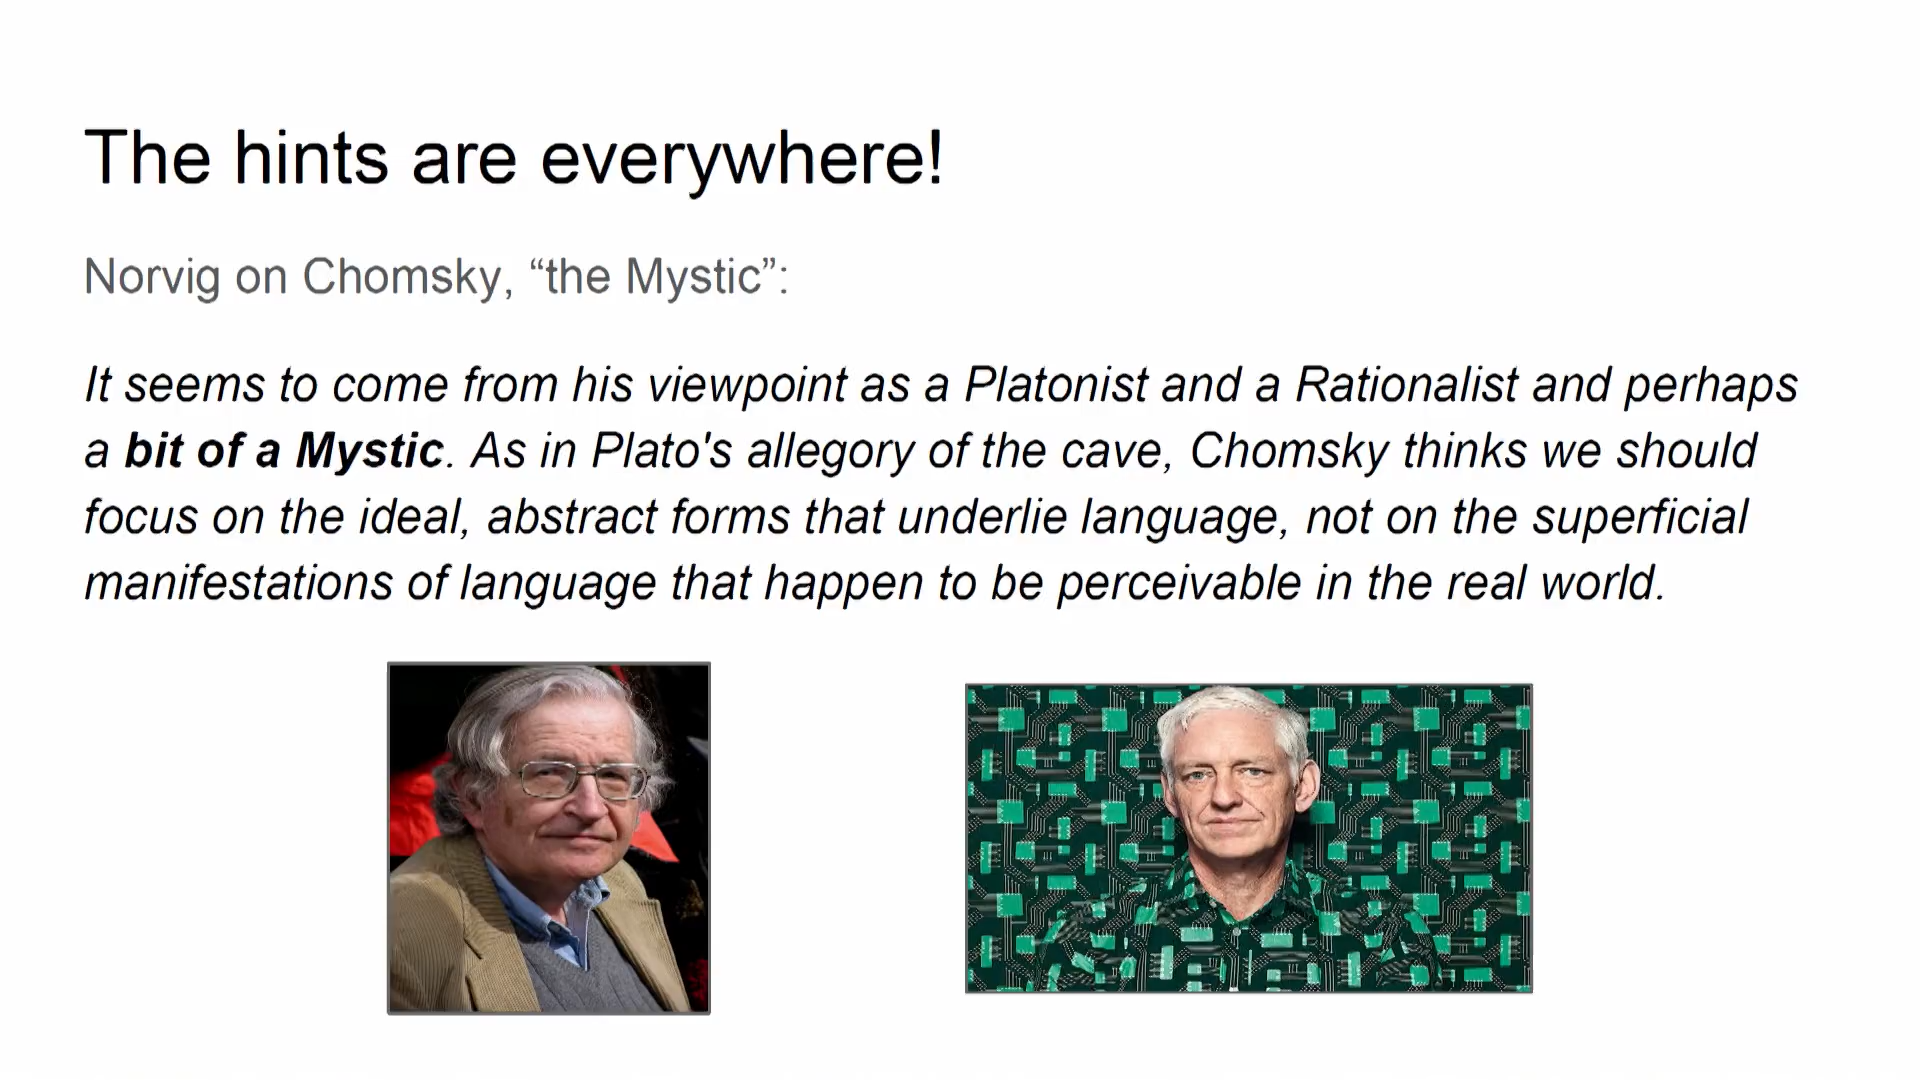 The hints are everywhere!
Norvig on Chomsky, “the Mystic”:
It seems to come from his viewpoint as a Platonist and a Rationalist and perhaps
a bit of a Mystic. As in Plato's allegory of the cave, Chomsky thinks we should
focus on the ideal, abstract forms that underlie language, not on the superficial
manifestations of language that happen to be perceivable in the real world.